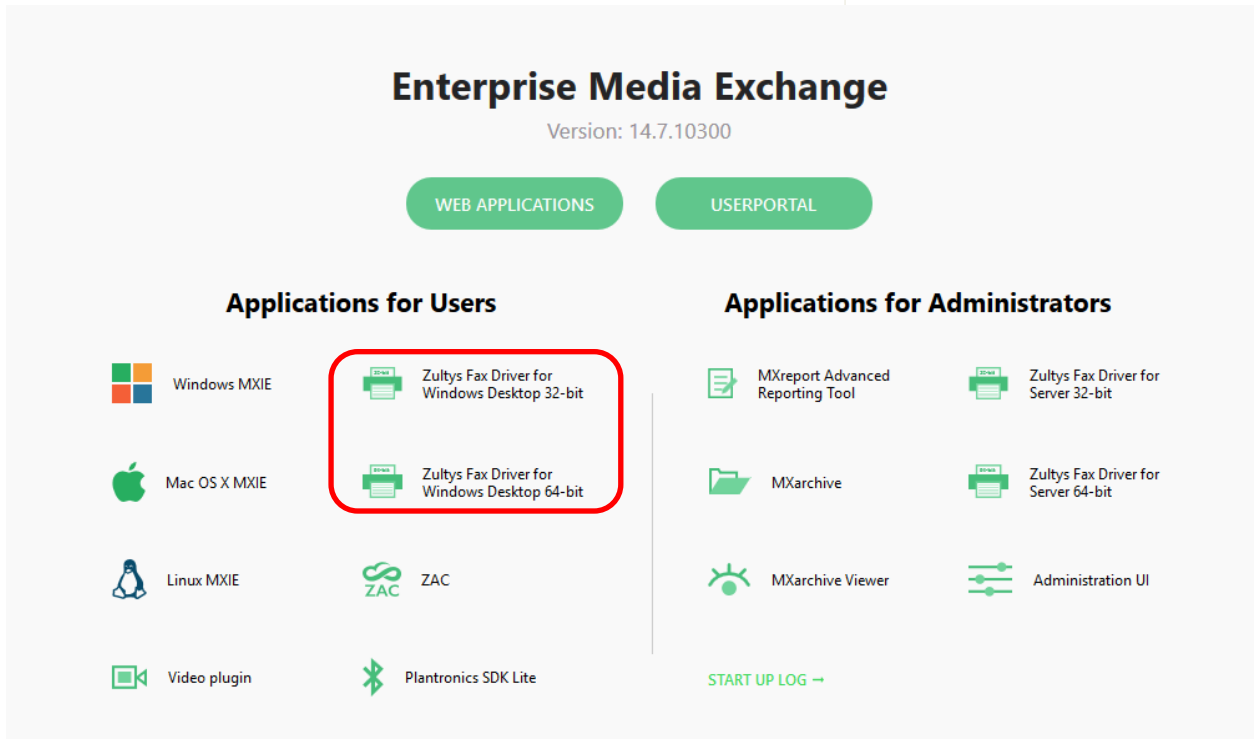 Enterprise Media Exchange
Version: 14.7.10300
WEB APPLICATIONS
USERPORTAL
Applications for Users
Windows MXIE
Zultys Fax Driver for
Windows Desktop 32-bit
Mac OS X MXIE
Zultys Fax Driver for
Windows Desktop 64-bit
Linux MXIE
ZAC
ZAC
Video plugin
Plantronics SDK Lite
Applications for Administrators
MXreport Advanced
Reporting Tool
Zultys Fax Driver for
Server 32-bit
MXarchive
Zultys Fax Driver for
Server 64-bit
MXarchive Viewer
Administration UI
START UP LOG →